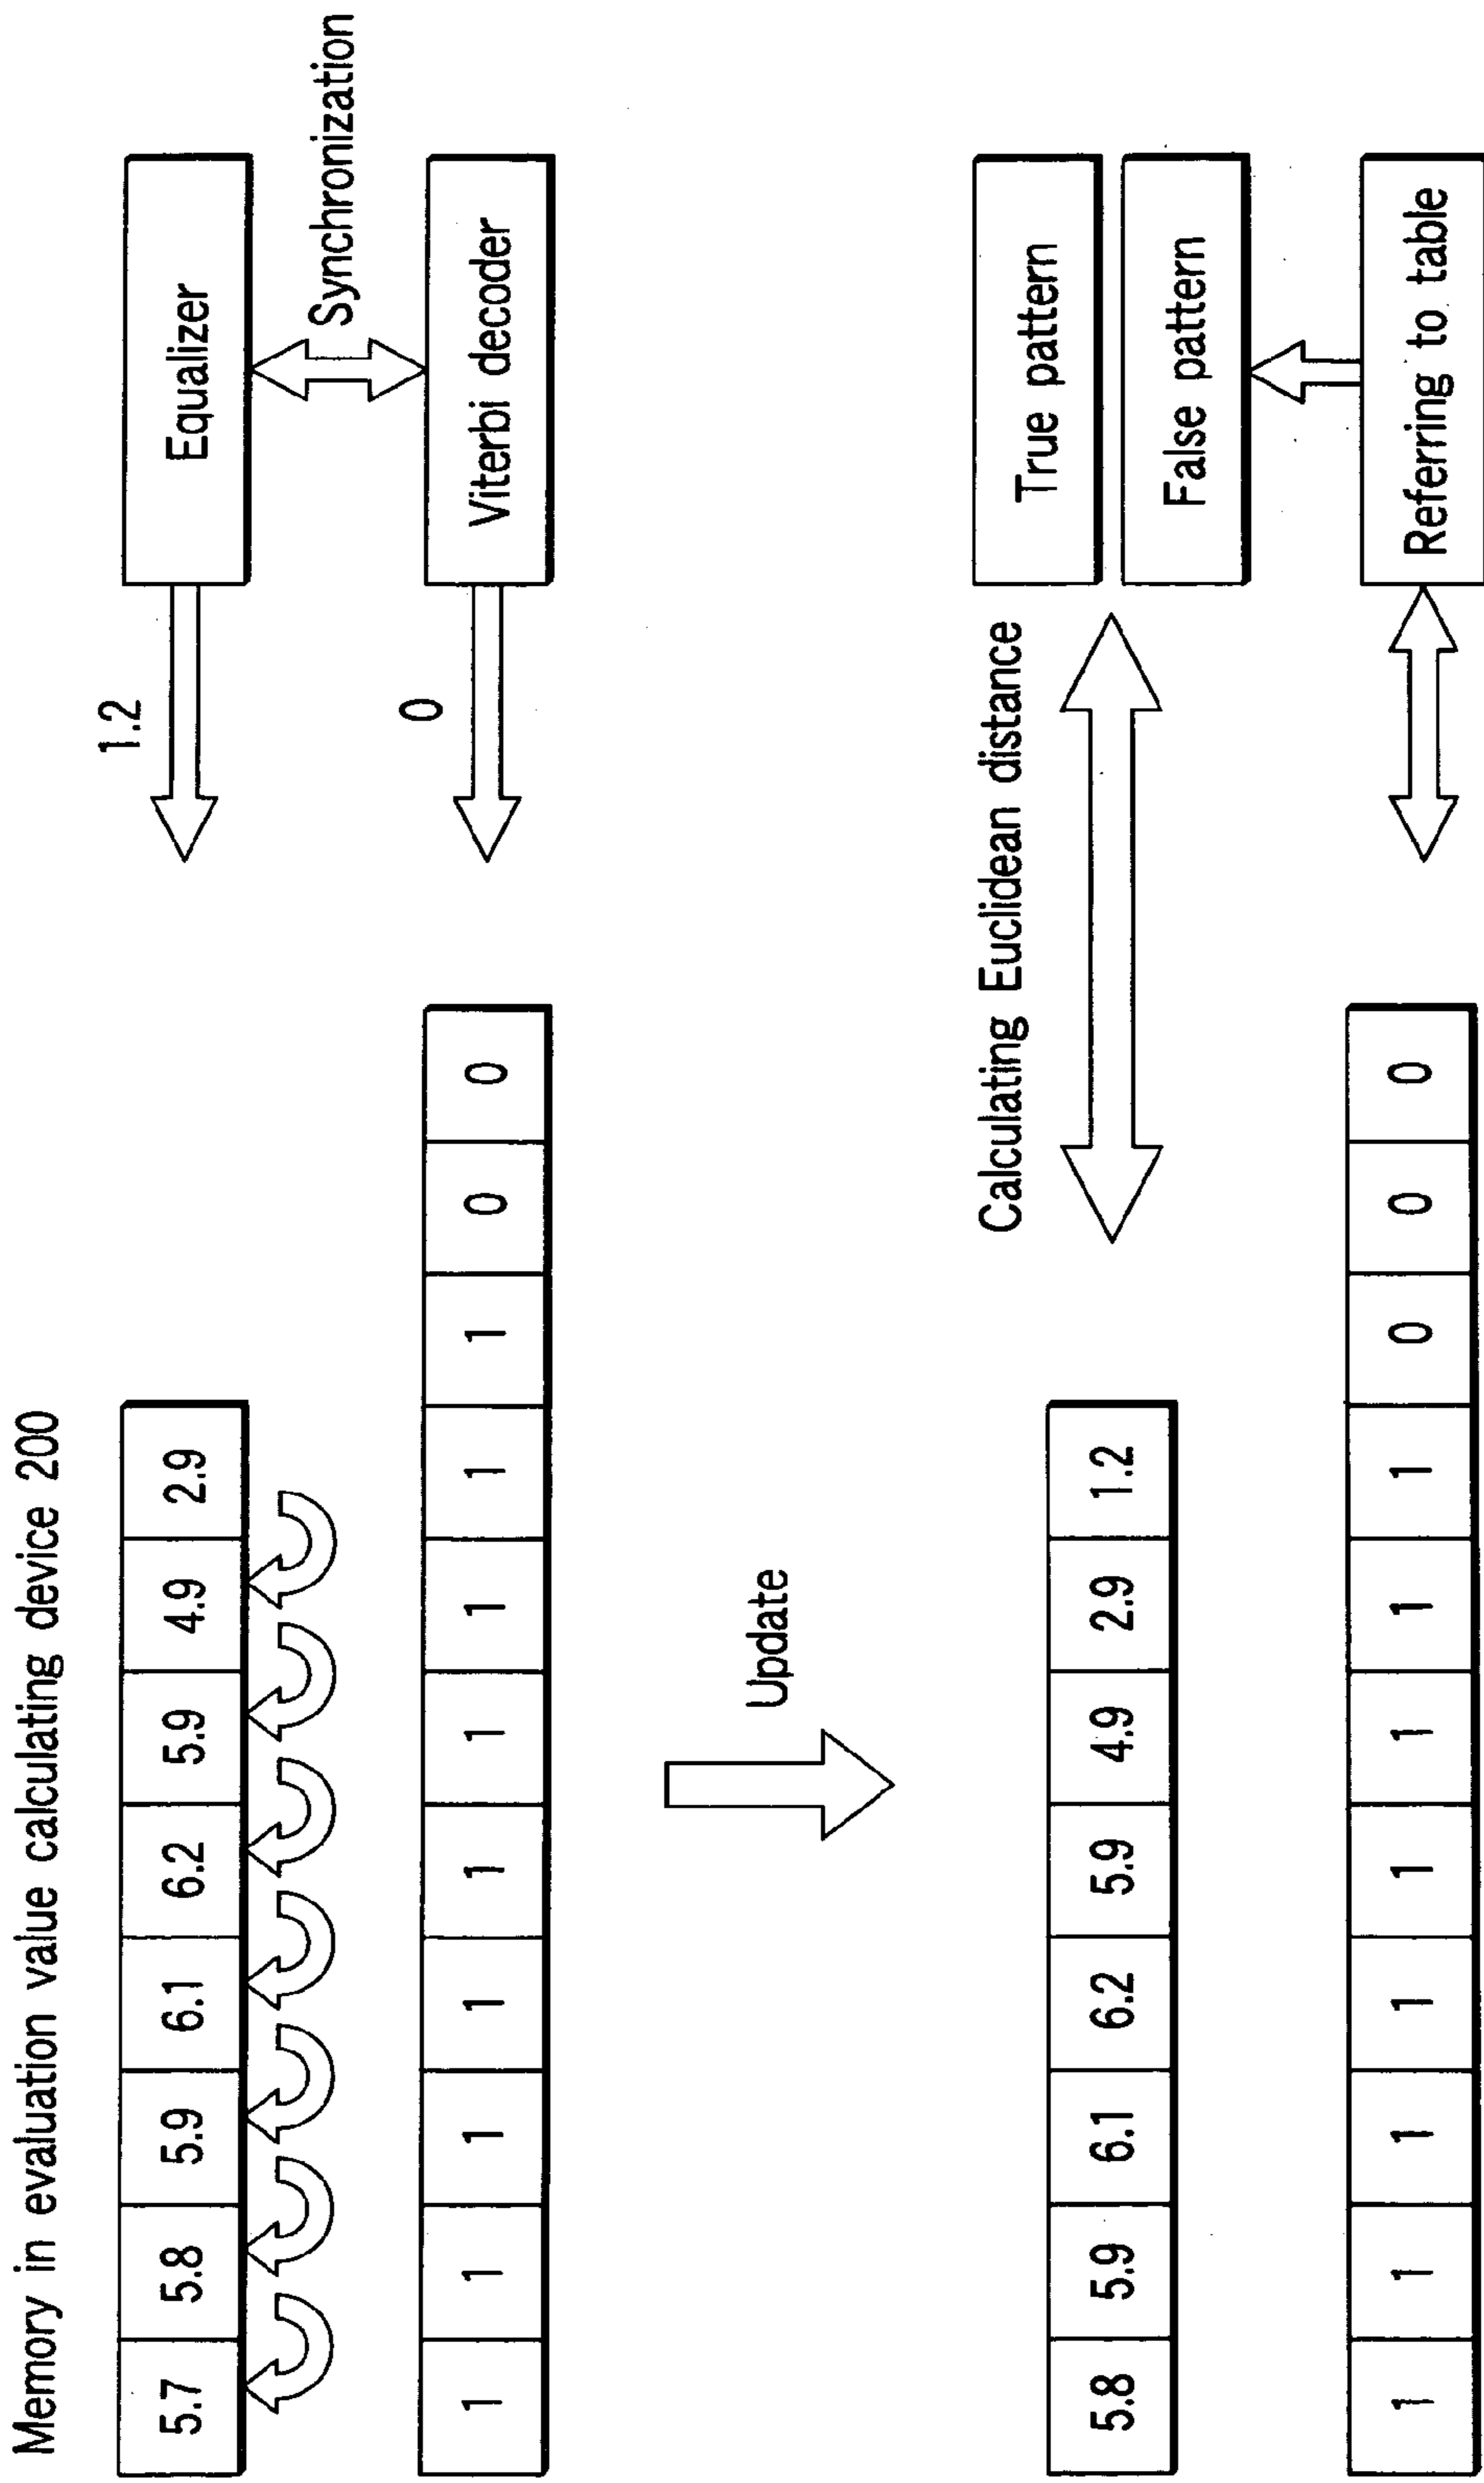 Memory in evaluation value calculating device 200
5.7 5.8 5.9 6.1 6.2 5.9 4.9 2.9
1.2
Equalizer
Synchronization
1 1 1 1 1 1 1 1 1 0 0
0
Viterbi decoder
Update
Calculating Euclidean distance
5.8 5.9 6.1 6.2 5.9 4.9 2.9 1.2
True pattern
False pattern
1 1 1 1 1 1 1 1 0 0 0
Referring to table